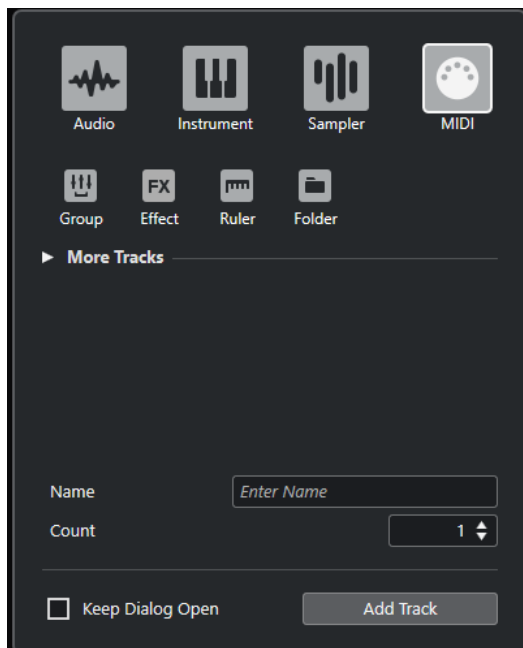 Audio Instrument Sampler MIDI
FX
Group Effect Ruler Folder
More Tracks
Name Enter Name
Count 1
Keep Dialog Open Add Track